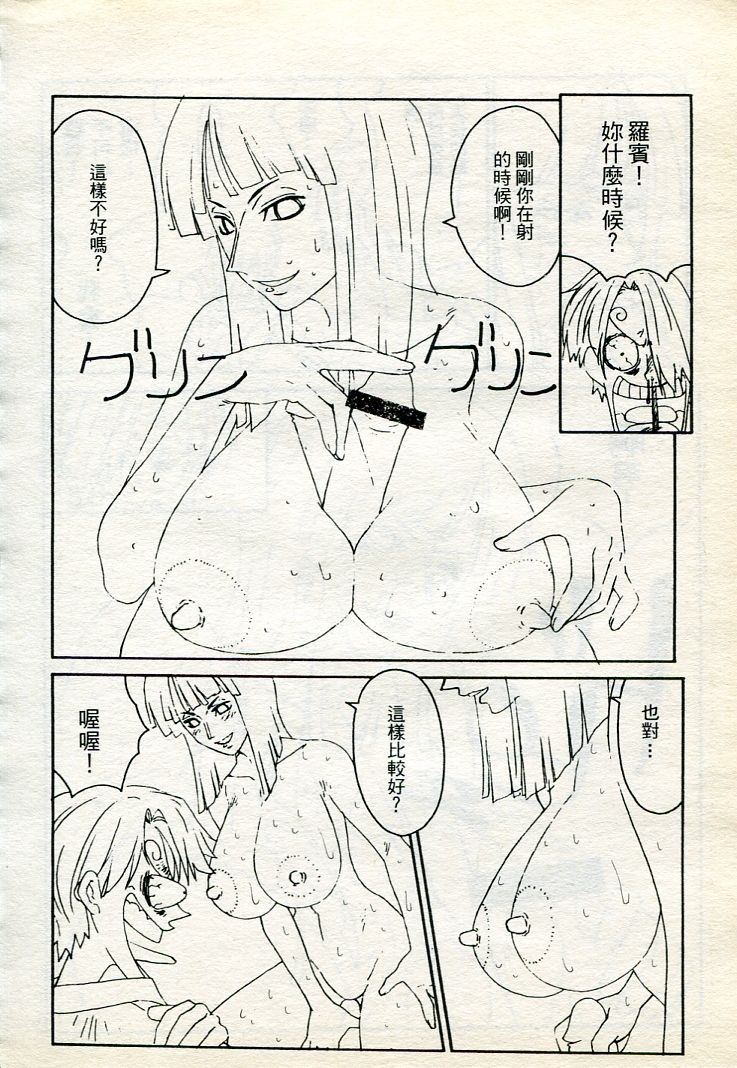 羅賓！
妳什麼時候？
剛剛你在射
的時候啊！
這樣不好嗎？
グリン
グリン
也對…
這樣比較好？
喔喔！